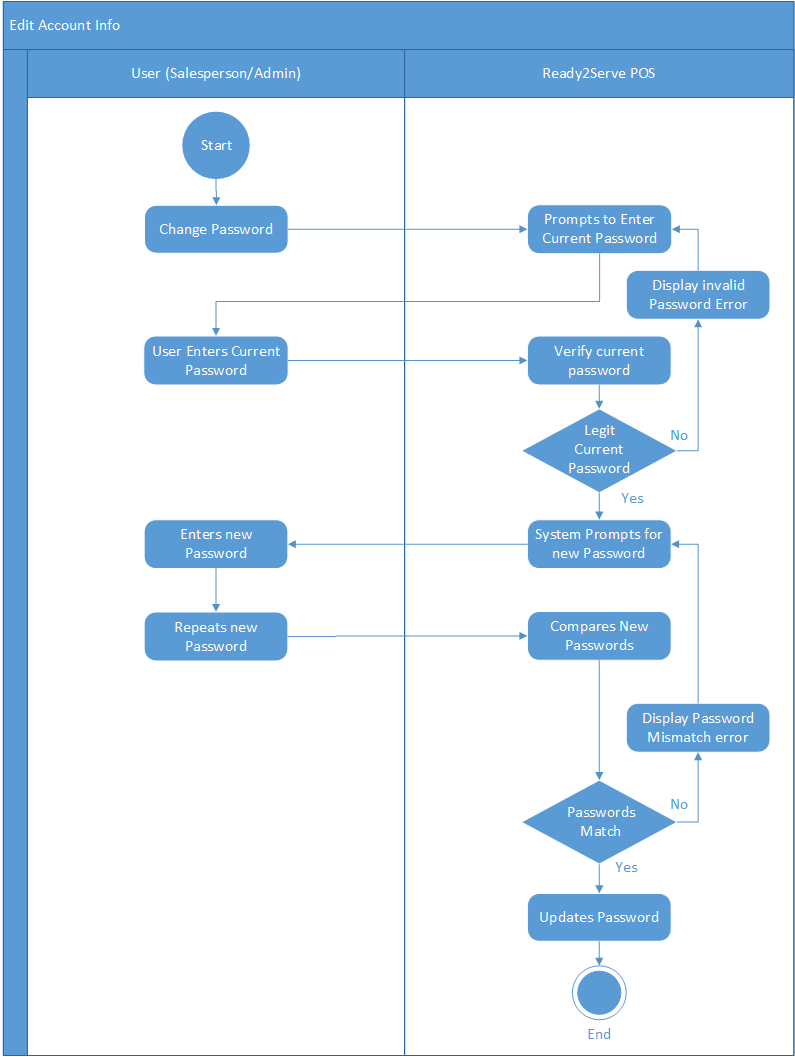 Edit Account Info
User (Salesperson/Admin)
Ready2Serve POS
Start
Change Password
Prompts to Enter
Current Password
Display invalid
Password Error
User Enters Current
Password
Verify current
password
Legit
Current
Password
No
Yes
Enters new
Password
System Prompts for
new Password
Repeats new
Password
Compares New
Passwords
Display Password
Mismatch error
Passwords
Match
No
Yes
Updates Password
End